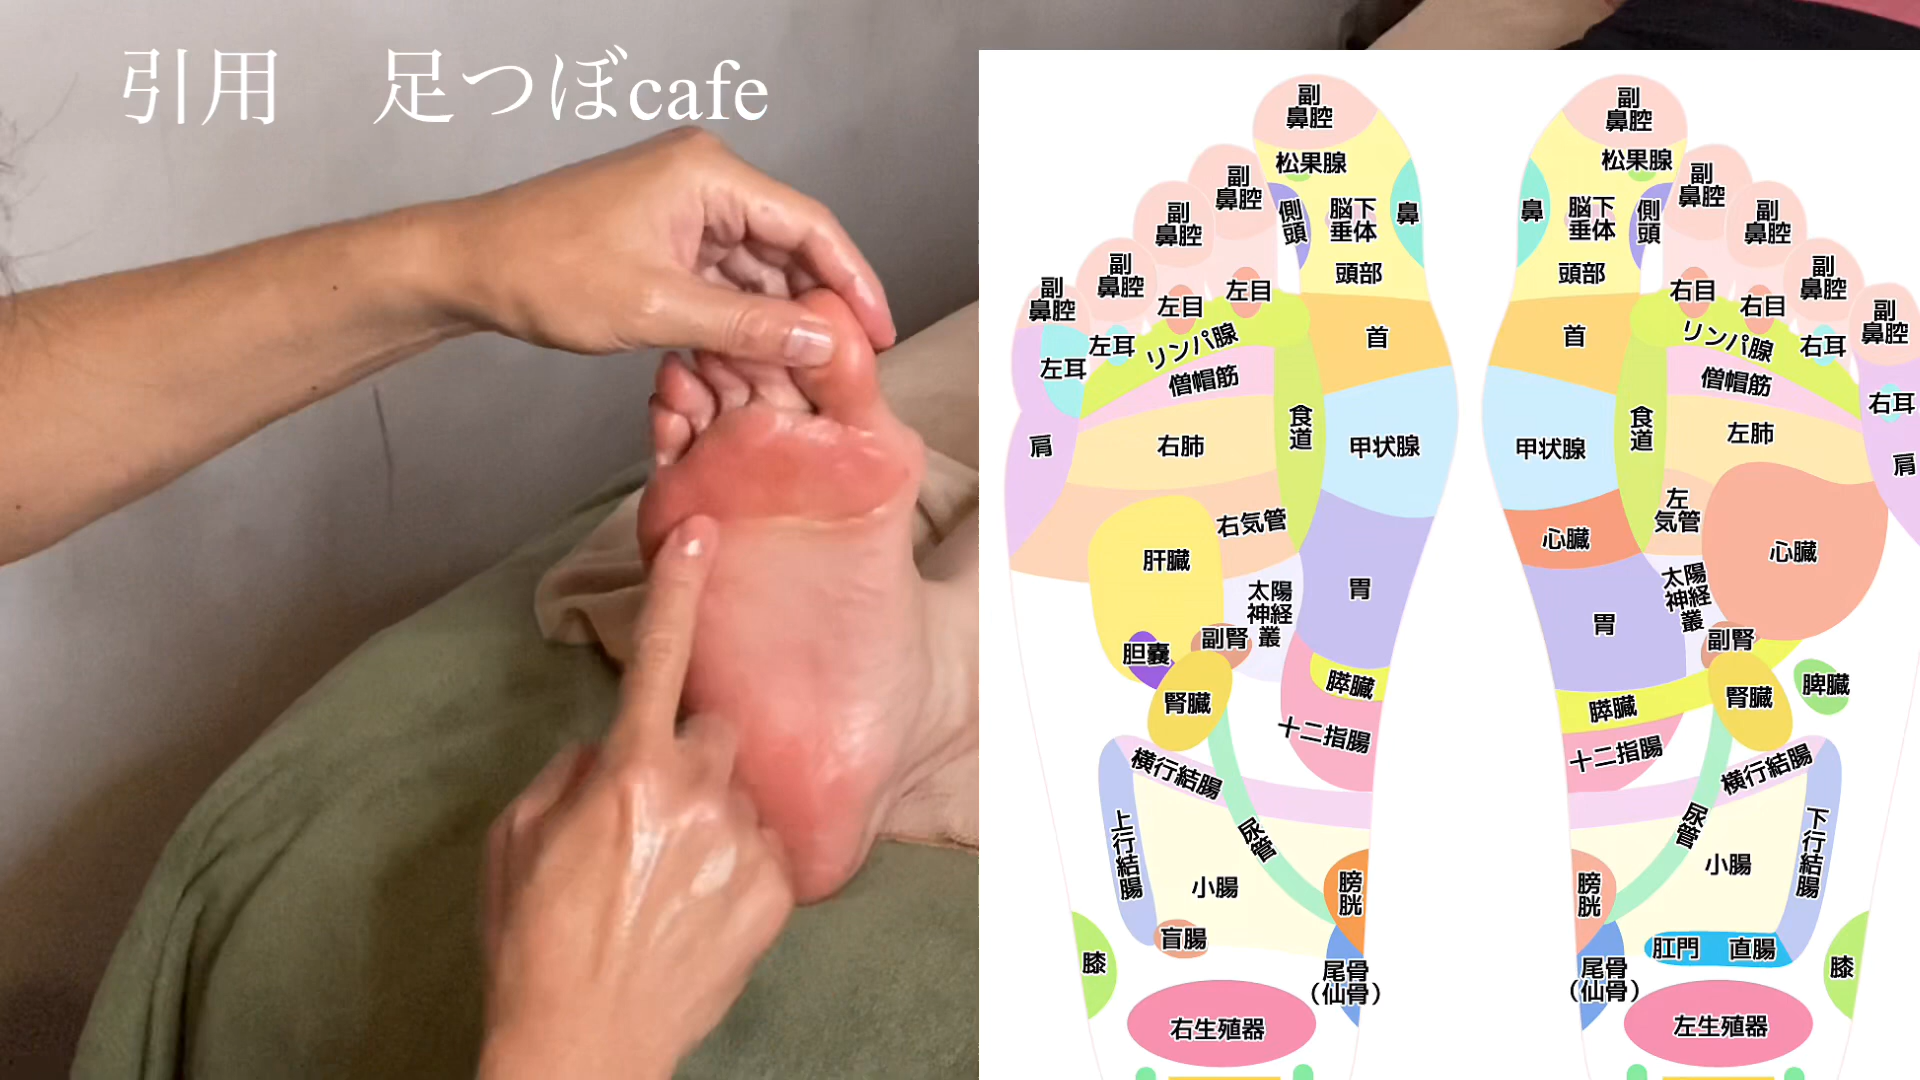 引用　足つぼcafe
副
鼻腔
松果腺
副
鼻腔
側
頭
脳下
垂体
鼻
副
鼻腔
頭部
副
鼻腔
副
鼻腔
左目
左目
左耳
左耳
リンパ腺
首
僧帽筋
食
道
肩
右肺
甲状腺
右気管
肝臓
太陽
神経
叢
胃
副腎
胆嚢
腎臓
膵臓
十二指腸
横行結腸
上行結腸
尿管
小腸
膀
胱
盲腸
膝
尾骨
（仙骨）
右生殖器
副
鼻腔
松果腺
副
鼻腔
鼻
脳下
垂体
側
頭
副
鼻腔
頭部
副
鼻腔
副
鼻腔
右目
右目
右耳
右耳
リンパ腺
首
僧帽筋
食
道
左肺
甲状腺
肩
左
気管
心臓
心臓
太陽
神経
叢
胃
副腎
腎臓
脾臓
膵臓
十二指腸
横行結腸
尿管
下行結腸
小腸
膀
胱
肛門
直腸
膝
尾骨
（仙骨）
左生殖器